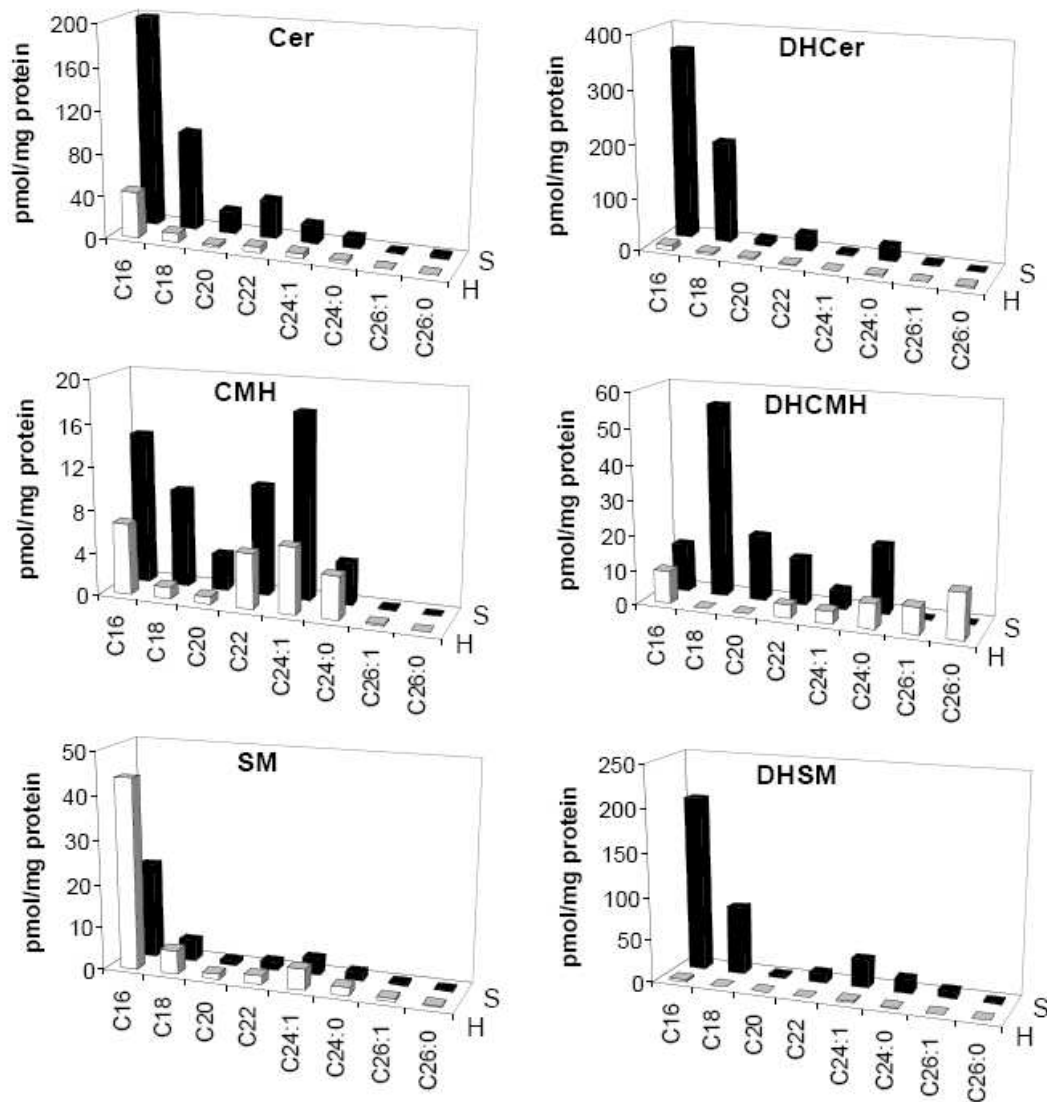 Cer
pmol/mg protein
200
160
120
80
40
0
C16
C18
C20
C22
C24:1
C24:0
C26:1
C26:0
S
H
DHCer
pmol/mg protein
400
300
200
100
0
C16
C18
C20
C22
C24:1
C24:0
C26:1
C26:0
S
H
CMH
pmol/mg protein
20
16
12
8
4
0
C16
C18
C20
C22
C24:1
C24:0
C26:1
C26:0
S
H
DHCMH
pmol/mg protein
60
50
40
30
20
10
0
C16
C18
C20
C22
C24:1
C24:0
C26:1
C26:0
S
H
SM
pmol/mg protein
50
40
30
20
10
0
C16
C18
C20
C22
C24:1
C24:0
C26:1
C26:0
S
H
DHSM
pmol/mg protein
250
200
150
100
50
0
C16
C18
C20
C22
C24:1
C24:0
C26:1
C26:0
S
H